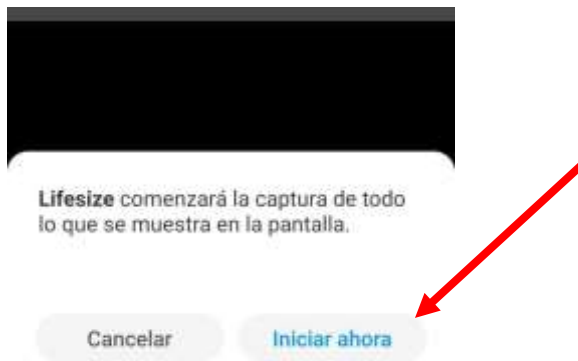 Lifesize comenzará la captura de todo
lo que se muestra en la pantalla.
Cancelar Iniciar ahora